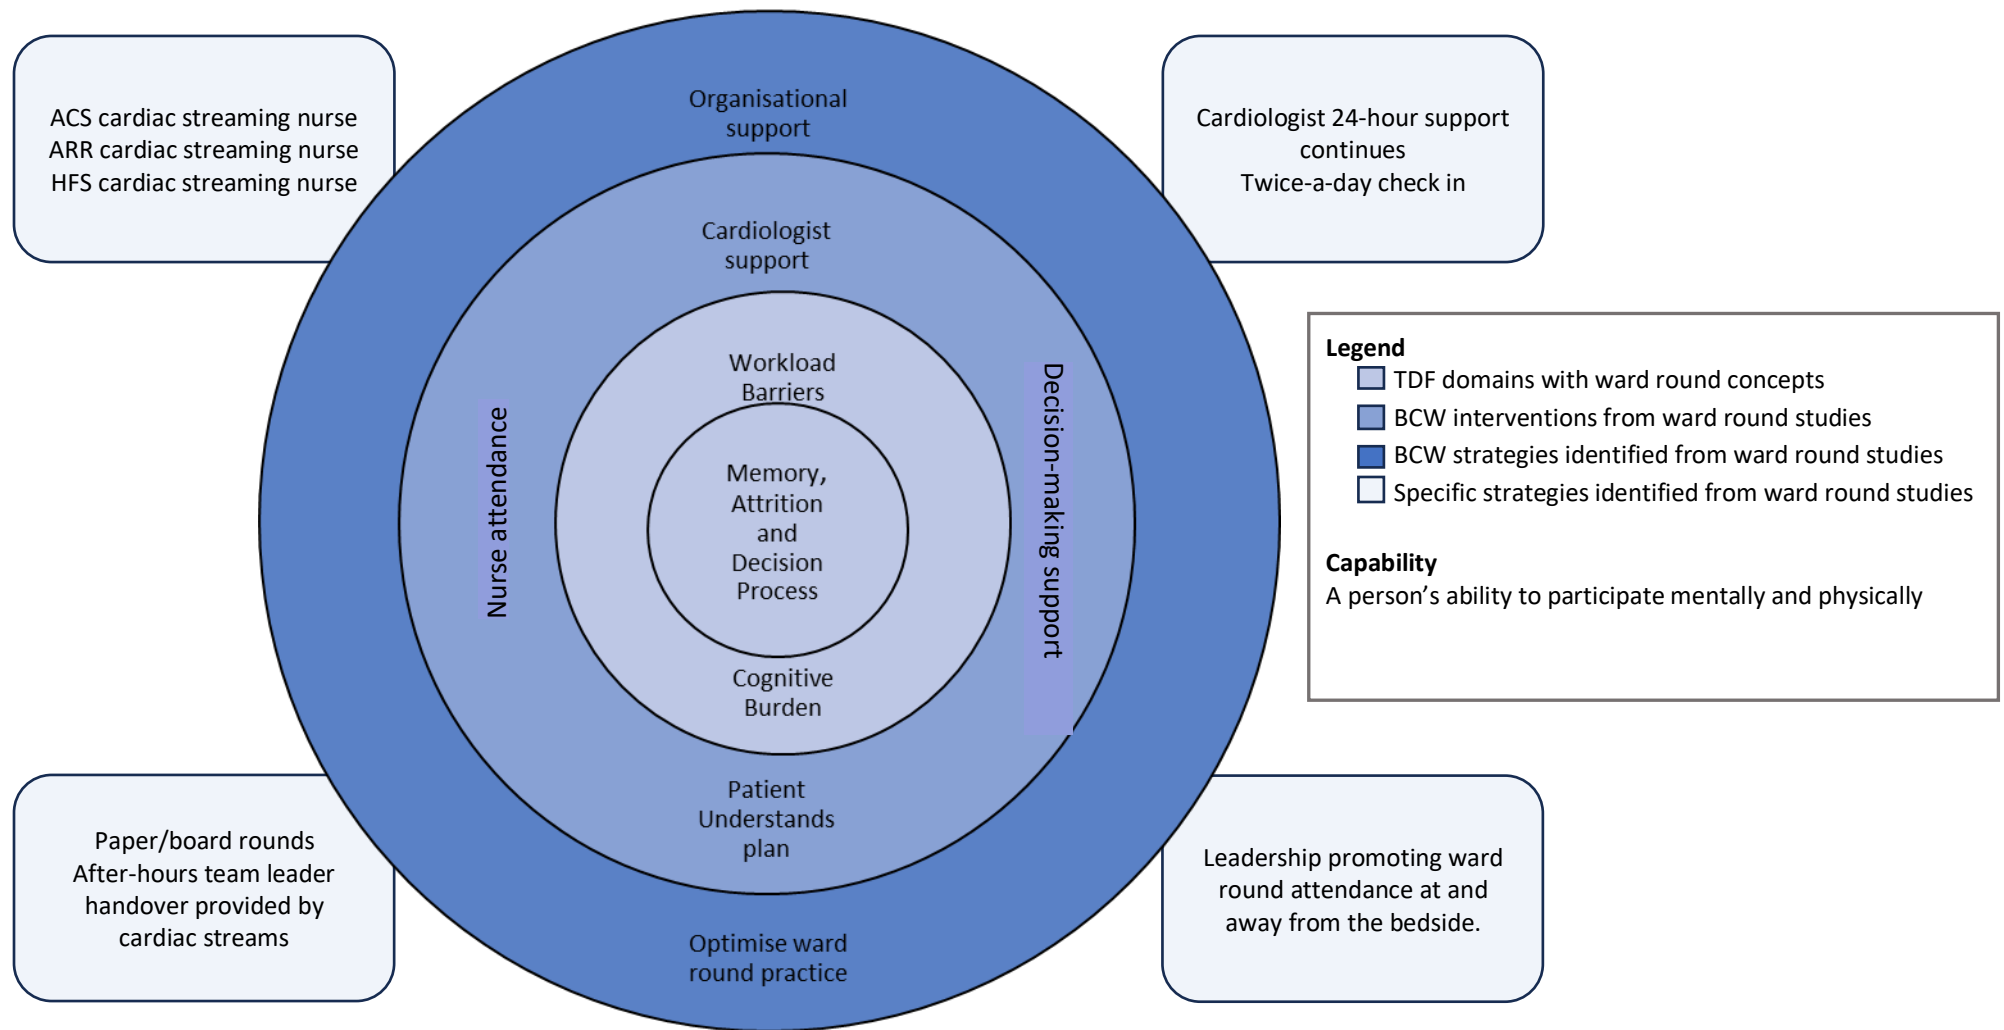 ACS cardiac streaming nurse
ARR cardiac streaming nurse
HFS cardiac streaming nurse
Organisational
support
Cardiologist 24-hour support
continues
Twice-a-day check in
Cardiologist
support
Workload
Barriers
Nurse attendance
Memory,
Attrition
and
Decision
Process
Decision-making support
Cognitive
Burden
Patient
Understands
plan
Optimise ward
round practice
Legend
TDF domains with ward round concepts
BCW interventions from ward round studies
BCW strategies identified from ward round studies
Specific strategies identified from ward round studies
Capability
A person’s ability to participate mentally and physically
Paper/board rounds
After-hours team leader
handover provided by
cardiac streams
Leadership promoting ward
round attendance at and
away from the bedside.